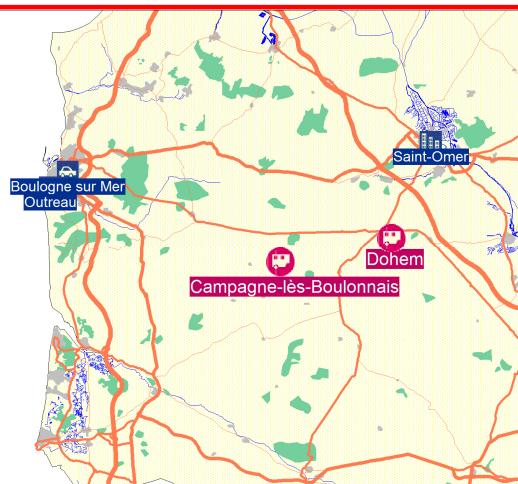 Saint-Omer
Boulogne sur Mer
Outreau
Dohem
Campagne-lès-Boulonnais